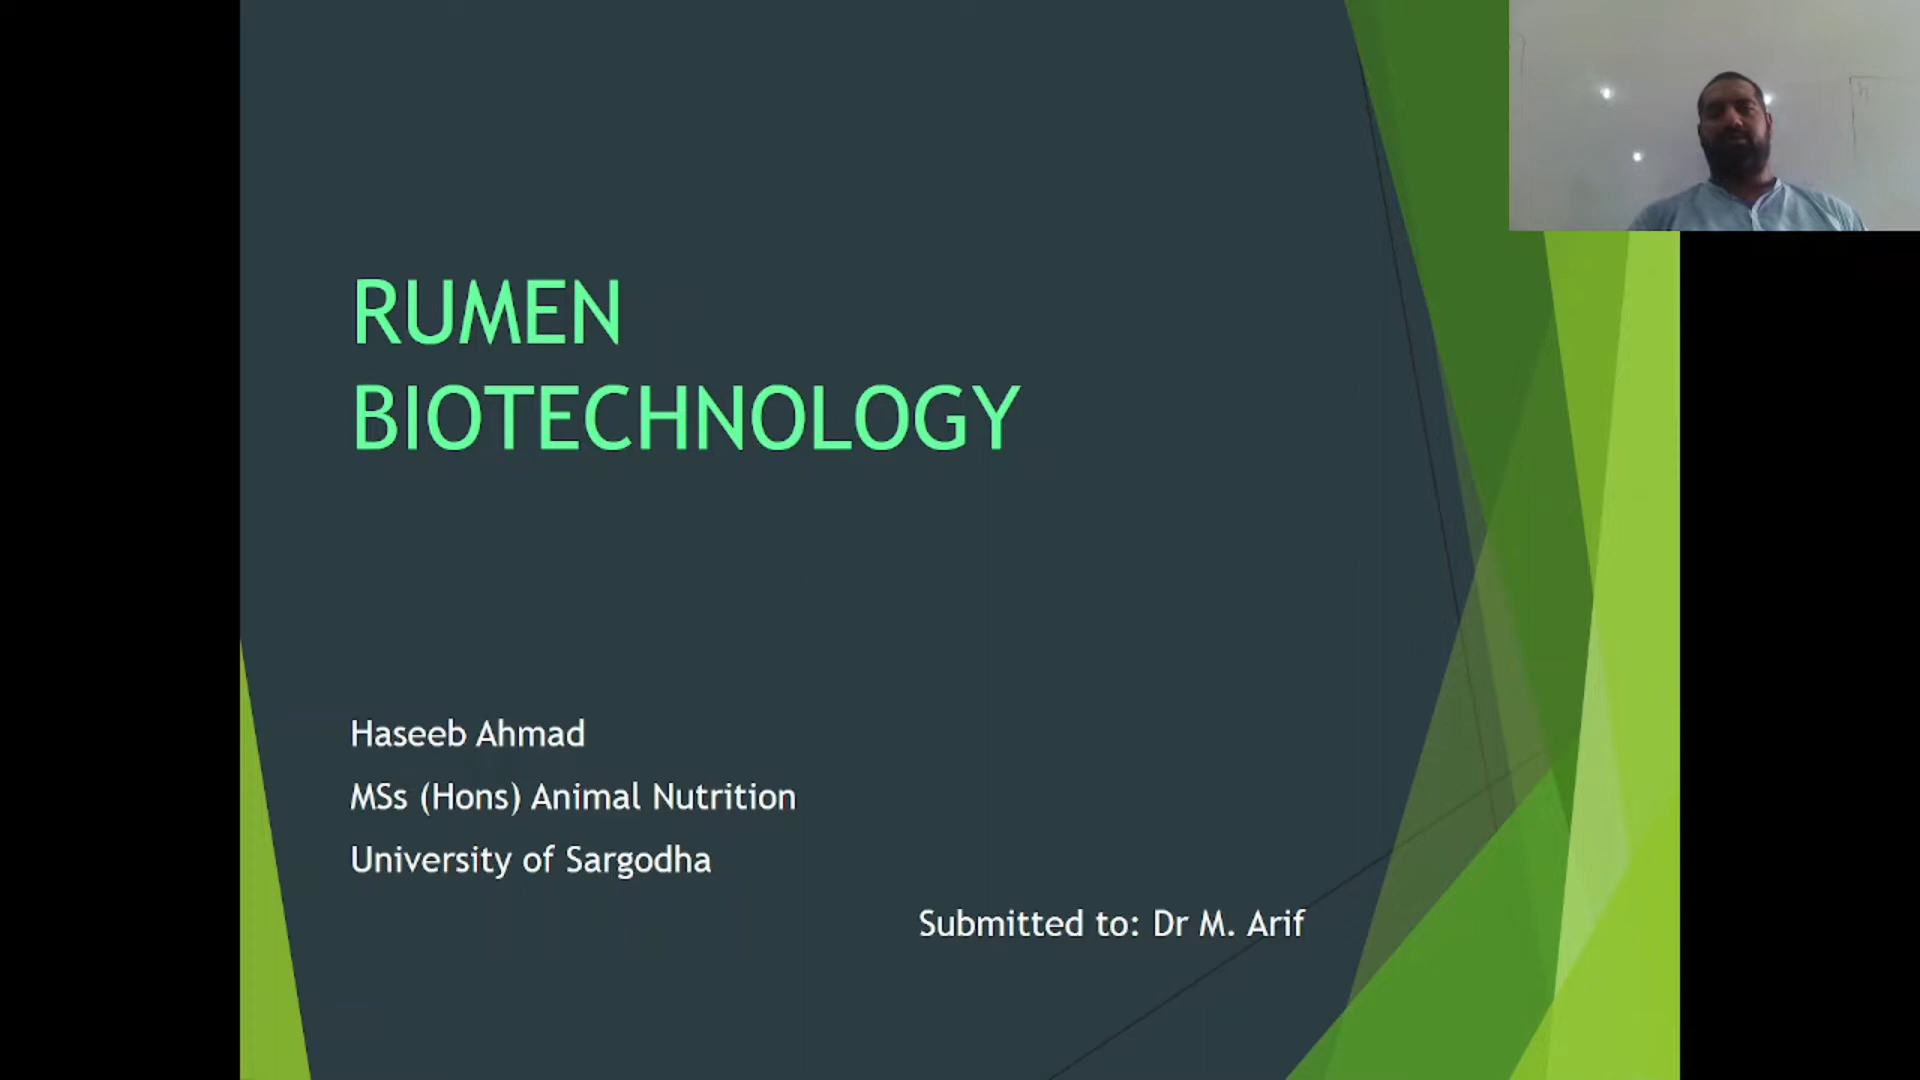 RUMEN
BIOTECHNOLOGY
Haseeb Ahmad
MSs (Hons) Animal Nutrition
University of Sargodha
Submitted to: Dr M. Arif